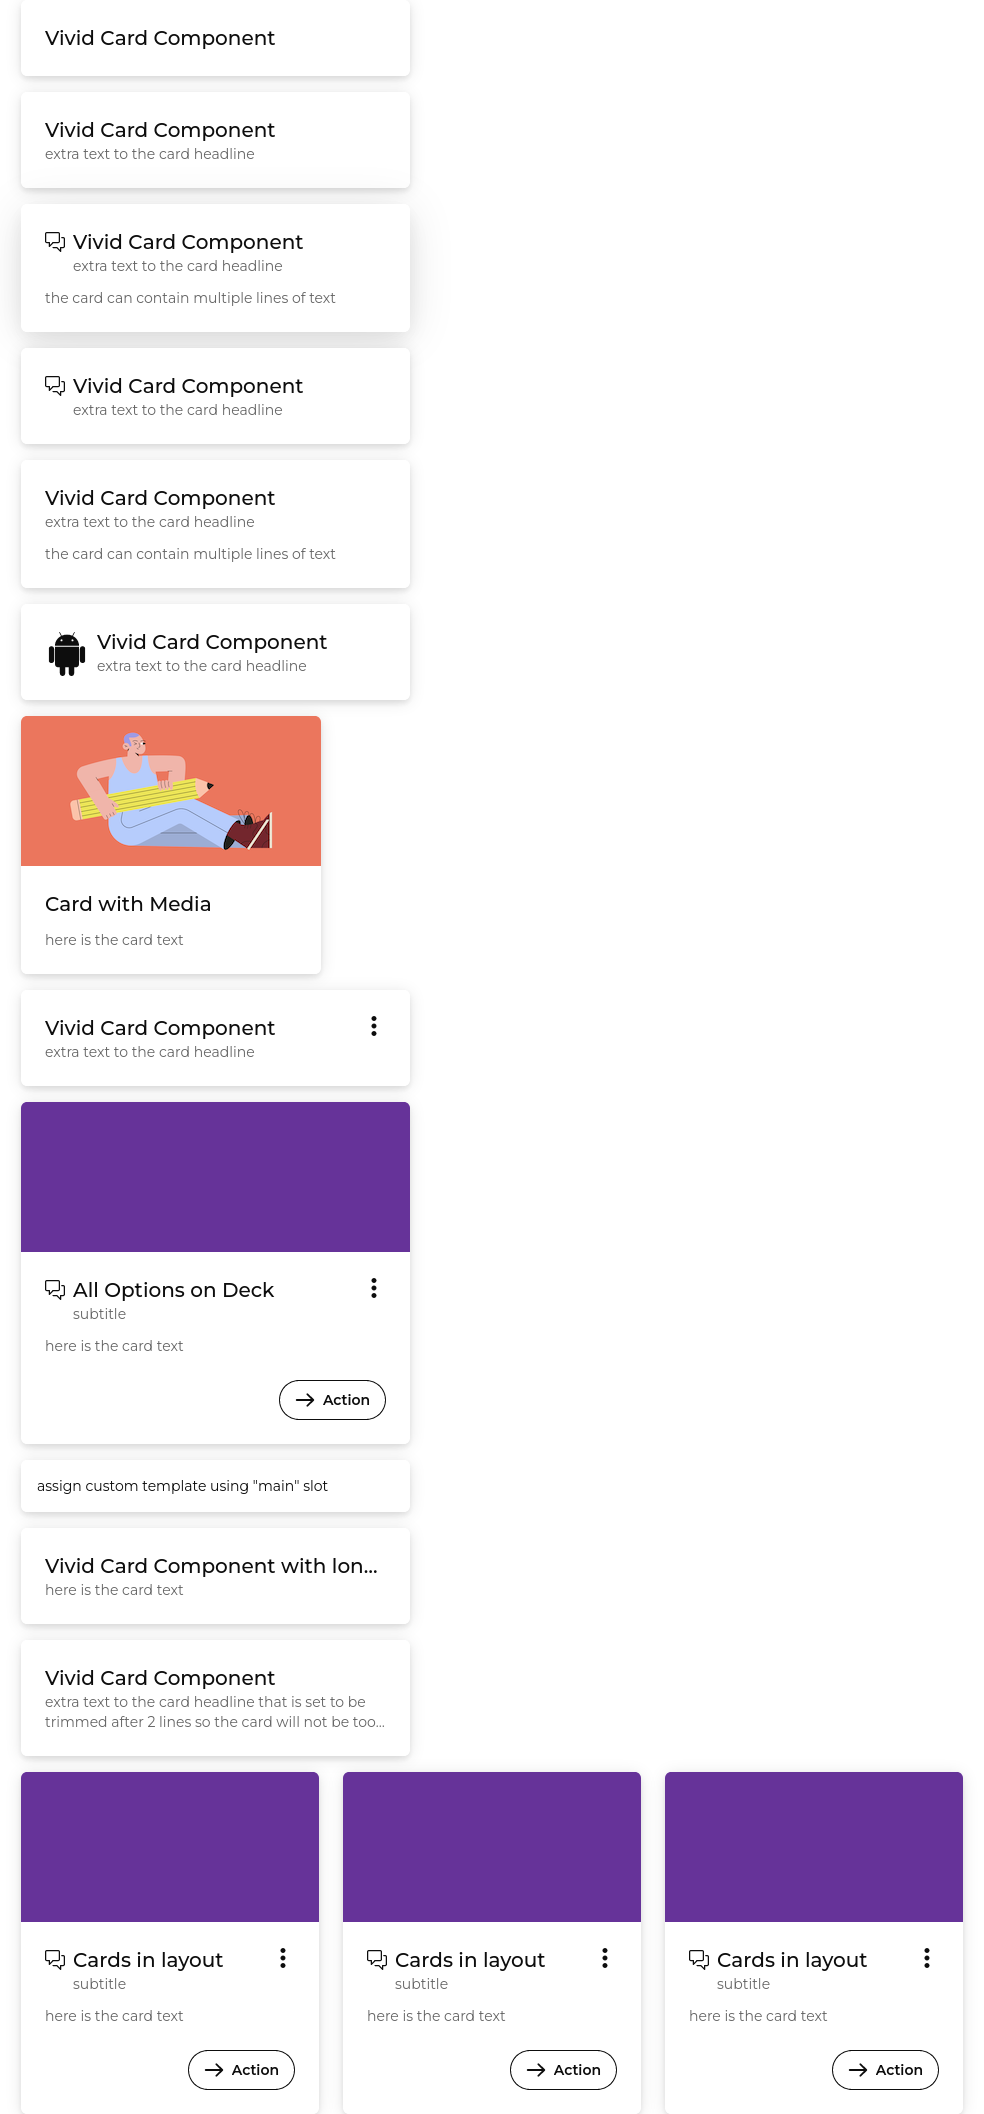 Vivid Card Component
Vivid Card Component
extra text to the card headline
Vivid Card Component
extra text to the card headline
the card can contain multiple lines of text
Vivid Card Component
extra text to the card headline
Vivid Card Component
extra text to the card headline
the card can contain multiple lines of text
Vivid Card Component
extra text to the card headline
Card with Media
here is the card text
Vivid Card Component
extra text to the card headline
All Options on Deck
subtitle
here is the card text
Action
assign custom template using "main" slot
Vivid Card Component with lon...
here is the card text
Vivid Card Component
extra text to the card headline that is set to be
trimmed after 2 lines so the card will not be too...
Cards in layout
subtitle
here is the card text
Action
Cards in layout
subtitle
here is the card text
Action
Cards in layout
subtitle
here is the card text
Action